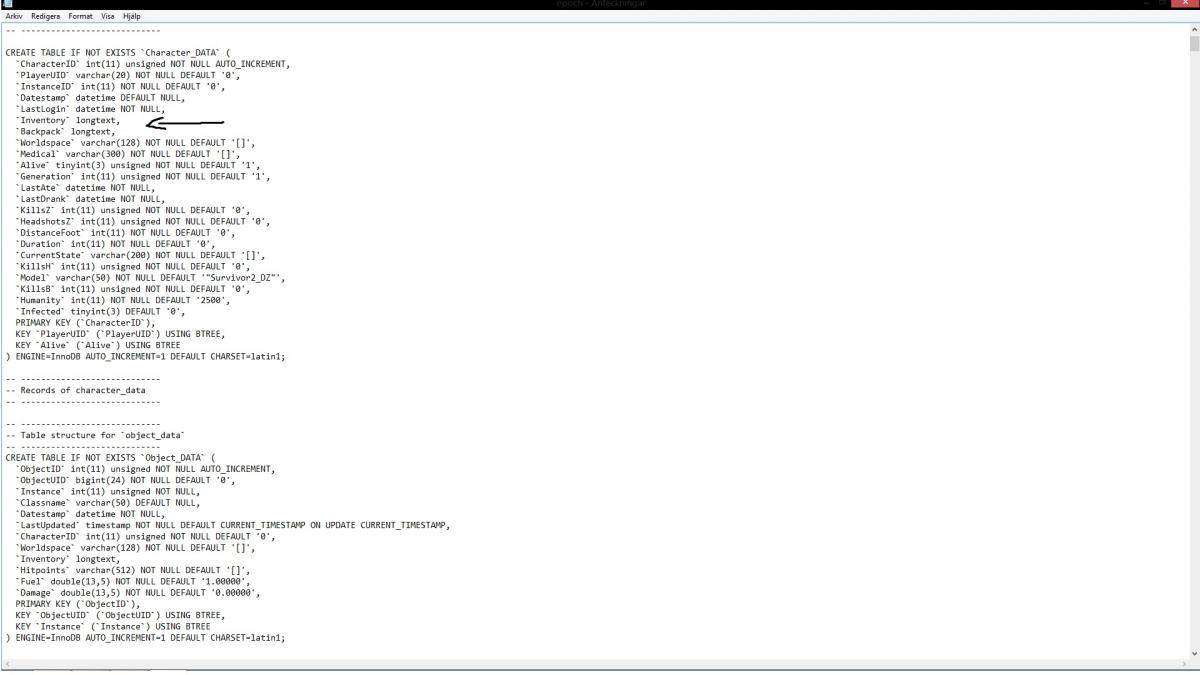 epoch - Anteckningar
Arkiv Redigera Format Visa Hjälp
-- ----------------------------
CREATE TABLE IF NOT EXISTS `Character_DATA` (
`CharacterID` int(11) unsigned NOT NULL AUTO_INCREMENT,
`PlayerUID` varchar(20) NOT NULL DEFAULT '0',
`InstanceID` int(11) NOT NULL DEFAULT '0',
`Datestamp` datetime DEFAULT NULL,
`LastLogin` datetime NOT NULL,
`Inventory` longtext,
`Backpack` longtext,
`Worldspace` varchar(128) NOT NULL DEFAULT '[]',
`Medical` varchar(300) NOT NULL DEFAULT '[]',
`Alive` tinyint(3) unsigned NOT NULL DEFAULT '1',
`Generation` int(11) unsigned NOT NULL DEFAULT '1',
`LastAte` datetime NOT NULL,
`LastDrank` datetime NOT NULL,
`KillsZ` int(11) unsigned NOT NULL DEFAULT '0',
`HeadshotsZ` int(11) unsigned NOT NULL DEFAULT '0',
`DistanceFoot` int(11) NOT NULL DEFAULT '0',
`Duration` int(11) NOT NULL DEFAULT '0',
`CurrentState` varchar(200) NOT NULL DEFAULT '[]',
`KillsH` int(11) unsigned NOT NULL DEFAULT '0',
`Model` varchar(50) NOT NULL DEFAULT '"Survivor2_DZ"',
`KillsB` int(11) unsigned NOT NULL DEFAULT '0',
`Humanity` int(11) NOT NULL DEFAULT '2500',
`Infected` tinyint(3) DEFAULT '0',
PRIMARY KEY (`CharacterID`),
KEY `PlayerUID` (`PlayerUID`) USING BTREE,
KEY `Alive` (`Alive`) USING BTREE
) ENGINE=InnoDB AUTO_INCREMENT=1 DEFAULT CHARSET=latin1;
-- ----------------------------
-- Records of character_data
-- ----------------------------
-- ----------------------------
-- Table structure for `object_data`
-- ----------------------------
CREATE TABLE IF NOT EXISTS `Object_DATA` (
`ObjectID` int(11) unsigned NOT NULL AUTO_INCREMENT,
`ObjectUID` bigint(24) NOT NULL DEFAULT '0',
`Instance` int(11) unsigned NOT NULL,
`Classname` varchar(50) DEFAULT NULL,
`Datestamp` datetime NOT NULL,
`LastUpdated` timestamp NOT NULL DEFAULT CURRENT_TIMESTAMP ON UPDATE CURRENT_TIMESTAMP,
`CharacterID` int(11) unsigned NOT NULL DEFAULT '0',
`Worldspace` varchar(128) NOT NULL DEFAULT '[]',
`Inventory` longtext,
`Hitpoints` varchar(512) NOT NULL DEFAULT '[]',
`Fuel` double(13,5) NOT NULL DEFAULT '1.00000',
`Damage` double(13,5) NOT NULL DEFAULT '0.00000',
PRIMARY KEY (`ObjectID`),
KEY `ObjectUID` (`ObjectUID`) USING BTREE,
KEY `Instance` (`Instance`) USING BTREE
) ENGINE=InnoDB AUTO_INCREMENT=1 DEFAULT CHARSET=latin1;